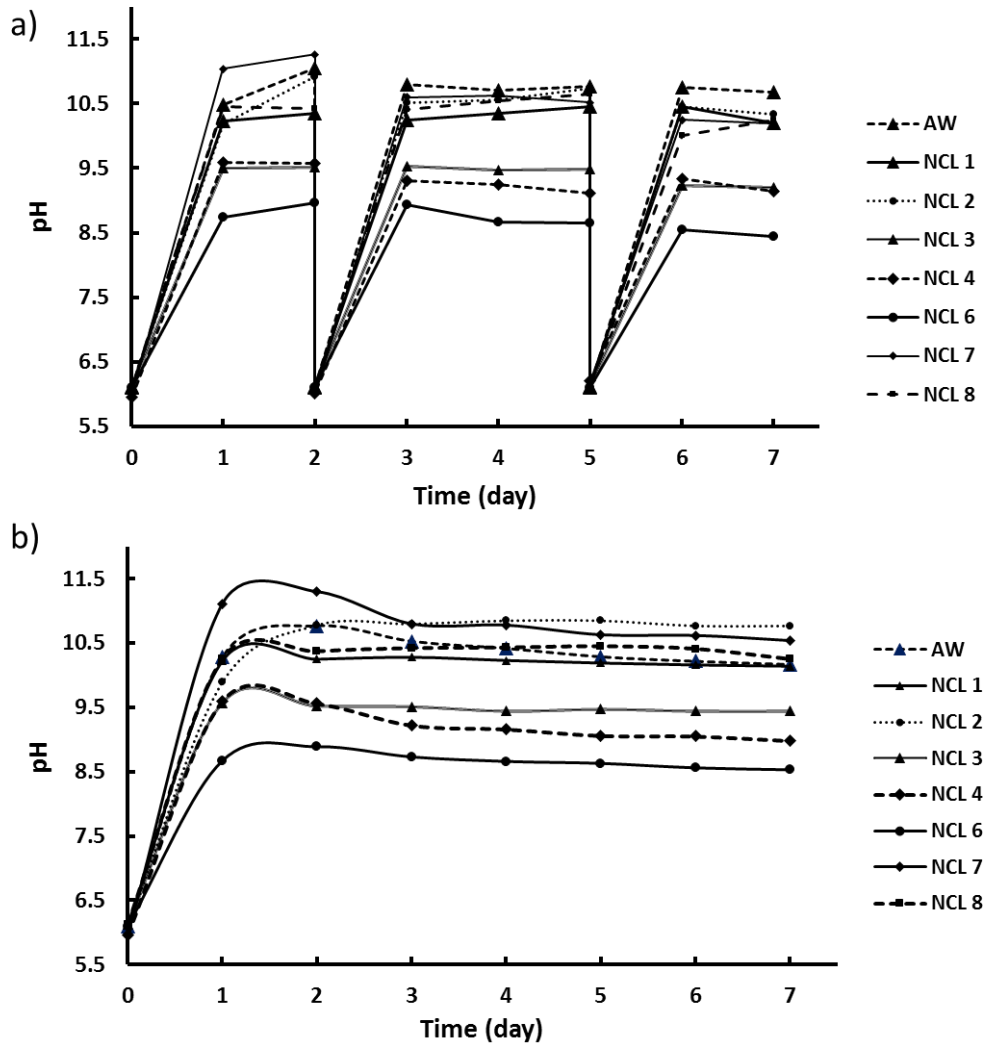 a)
11.5
10.5
9.5
8.5
7.5
6.5
5.5
pH
0 1 2 3 4 5 6 7
Time (day)
AW
NCL 1
NCL 2
NCL 3
NCL 4
NCL 6
NCL 7
NCL 8
b)
11.5
10.5
9.5
8.5
7.5
6.5
5.5
pH
0 1 2 3 4 5 6 7
Time (day)
AW
NCL 1
NCL 2
NCL 3
NCL 4
NCL 6
NCL 7
NCL 8